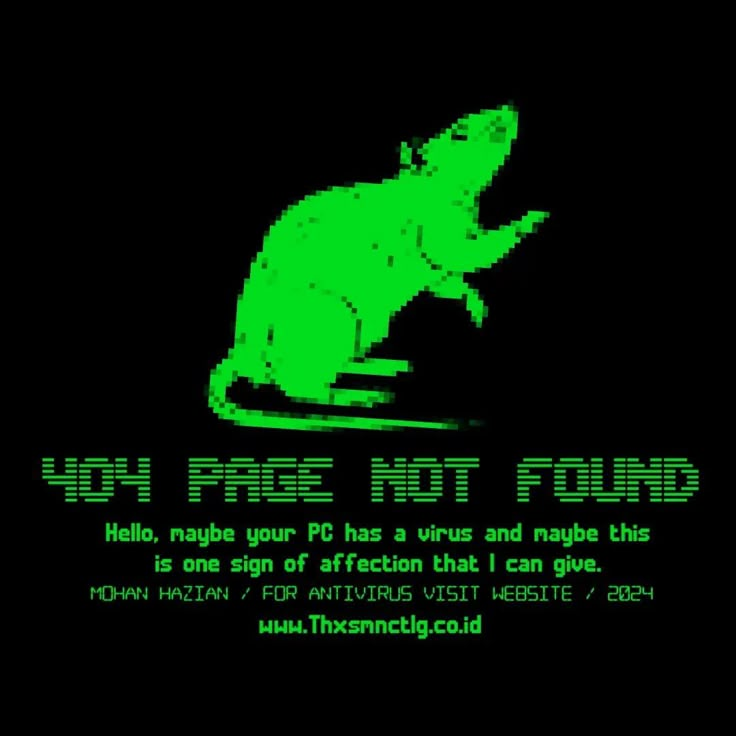 404 PAGE NOT FOUND
Hello, maybe your PC has a virus and maybe this
is one sign of affection that I can give.
MOHAN HAZIAN / FOR ANTIVIRUS VISIT WEBSITE / 2024
www.Thxsmnctlg.co.id